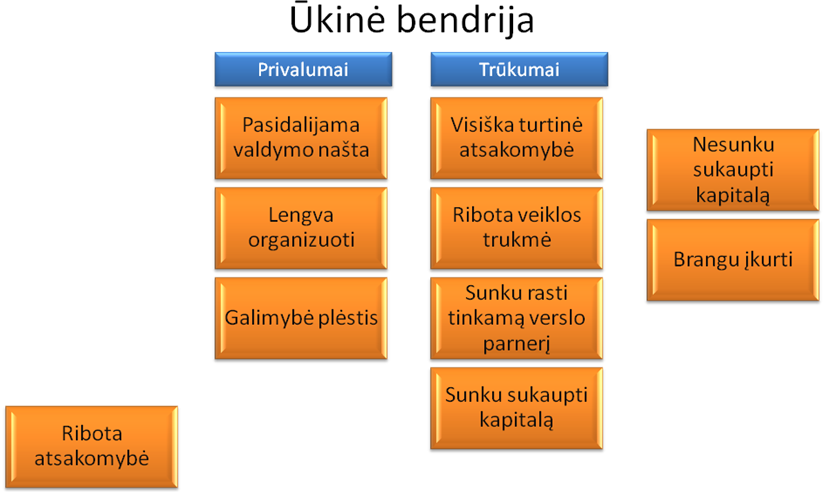 Ūkinė bendrija
Privalumai
Pasidalijama
valdymo našta
Lengva
organizuoti
Galimybė plėstis
Trūkumai
Visiška turtinė
atsakomybė
Ribota veiklos
trukmė
Sunku rasti
tinkamą verslo
parnerį
Sunku sukaupti
kapitalą
Nesunku
sukaupti
kapitalą
Brangu įkurti
Ribota
atsakomybė